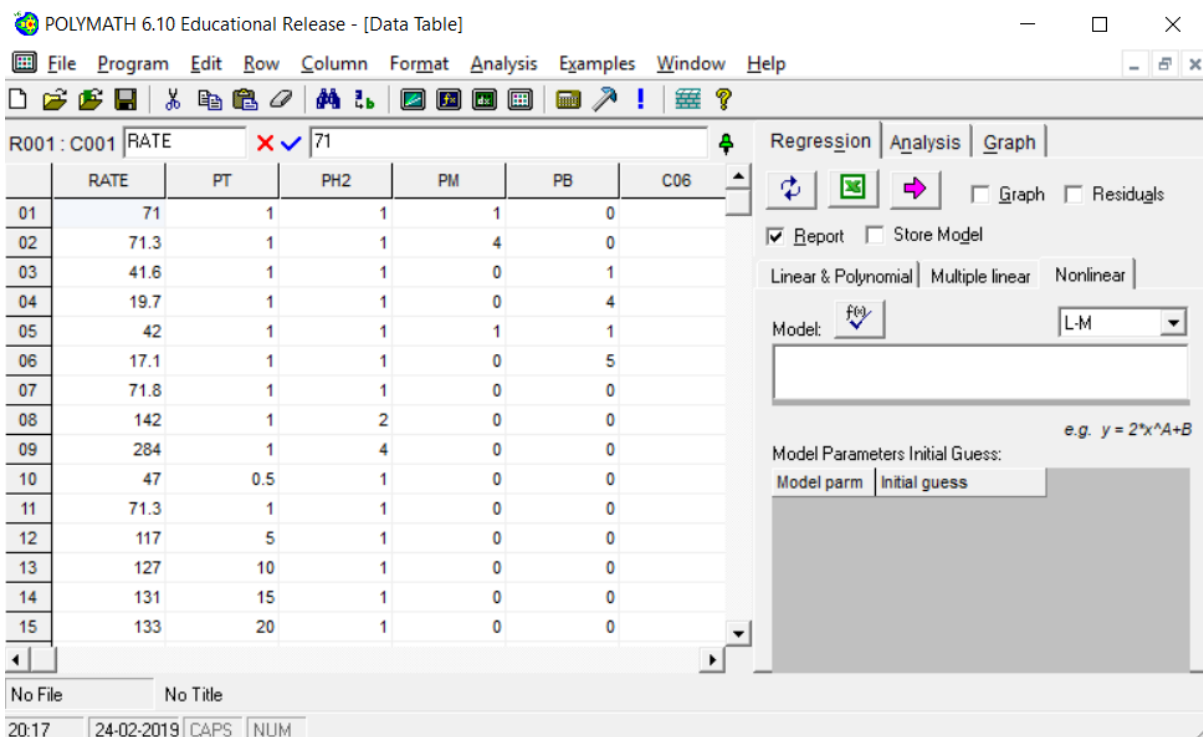 POLYMATH 6.10 Educational Release - [Data Table]
File Program Edit Row Column Format Analysis Examples Window Help
R001 : C001 RATE 71
Regression Analysis Graph
RATE PT PH2 PM PB C06
Graph Residuals
01 71 1 1 1 0
Report Store Model
02 71.3 1 1 4 0
03 41.6 1 1 0 1
Linear & Polynomial Multiple linear Nonlinear
04 19.7 1 1 0 4
Model: f(x) L-M
05 42 1 1 1 1
06 17.1 1 1 0 5
07 71.8 1 1 0 0
08 142 1 2 0 0
e.g. y = 2*x^A+B
09 284 1 4 0 0
Model Parameters Initial Guess:
10 47 0.5 1 0 0
Model parm Initial guess
11 71.3 1 1 0 0
12 117 5 1 0 0
13 127 10 1 0 0
14 131 15 1 0 0
15 133 20 1 0 0
No File No Title
20:17 24-02-2019 CAPS NUM